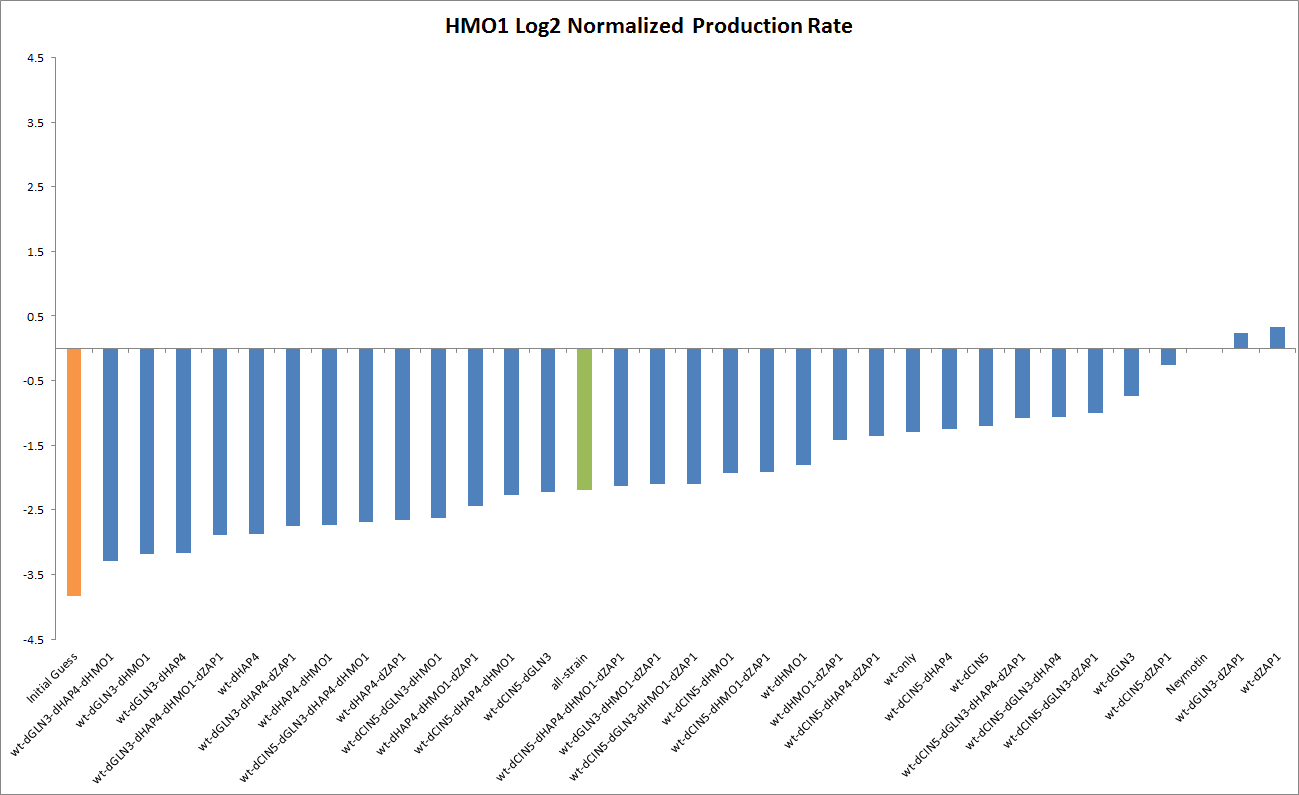 HMO1 Log2 Normalized Production Rate
4.5
3.5
2.5
1.5
0.5
-0.5
-1.5
-2.5
-3.5
-4.5
Initial Guess
wt-dGLN3-dHAP4-dHMO1
wt-dGLN3-dHMO1
wt-dGLN3-dHAP4
wt-dGLN3-dHAP4-dHMO1-dZAP1
wt-dHAP4
wt-dGLN3-dHAP4-dZAP1
wt-dHAP4-dHMO1
wt-dCIN5-dGLN3-dHAP4-dHMO1
wt-dHAP4-dZAP1
wt-dCIN5-dGLN3-dHMO1
wt-dHAP4-dHMO1-dZAP1
wt-dCIN5-dHAP4-dHMO1
wt-dCIN5-dGLN3
all-strain
wt-dCIN5-dHAP4-dHMO1-dZAP1
wt-dGLN3-dHMO1-dZAP1
wt-dCIN5-dGLN3-dHMO1-dZAP1
wt-dCIN5-dHMO1
wt-dCIN5-dHMO1-dZAP1
wt-dHMO1
wt-dHMO1-dZAP1
wt-dCIN5-dHAP4-dZAP1
wt-only
wt-dCIN5-dHAP4
wt-dCIN5
wt-dCIN5-dGLN3-dHAP4-dZAP1
wt-dCIN5-dGLN3-dHAP4
wt-dCIN5-dGLN3-dZAP1
wt-dGLN3
wt-dCIN5-dZAP1
Neymotin
wt-dGLN3-dZAP1
wt-dZAP1